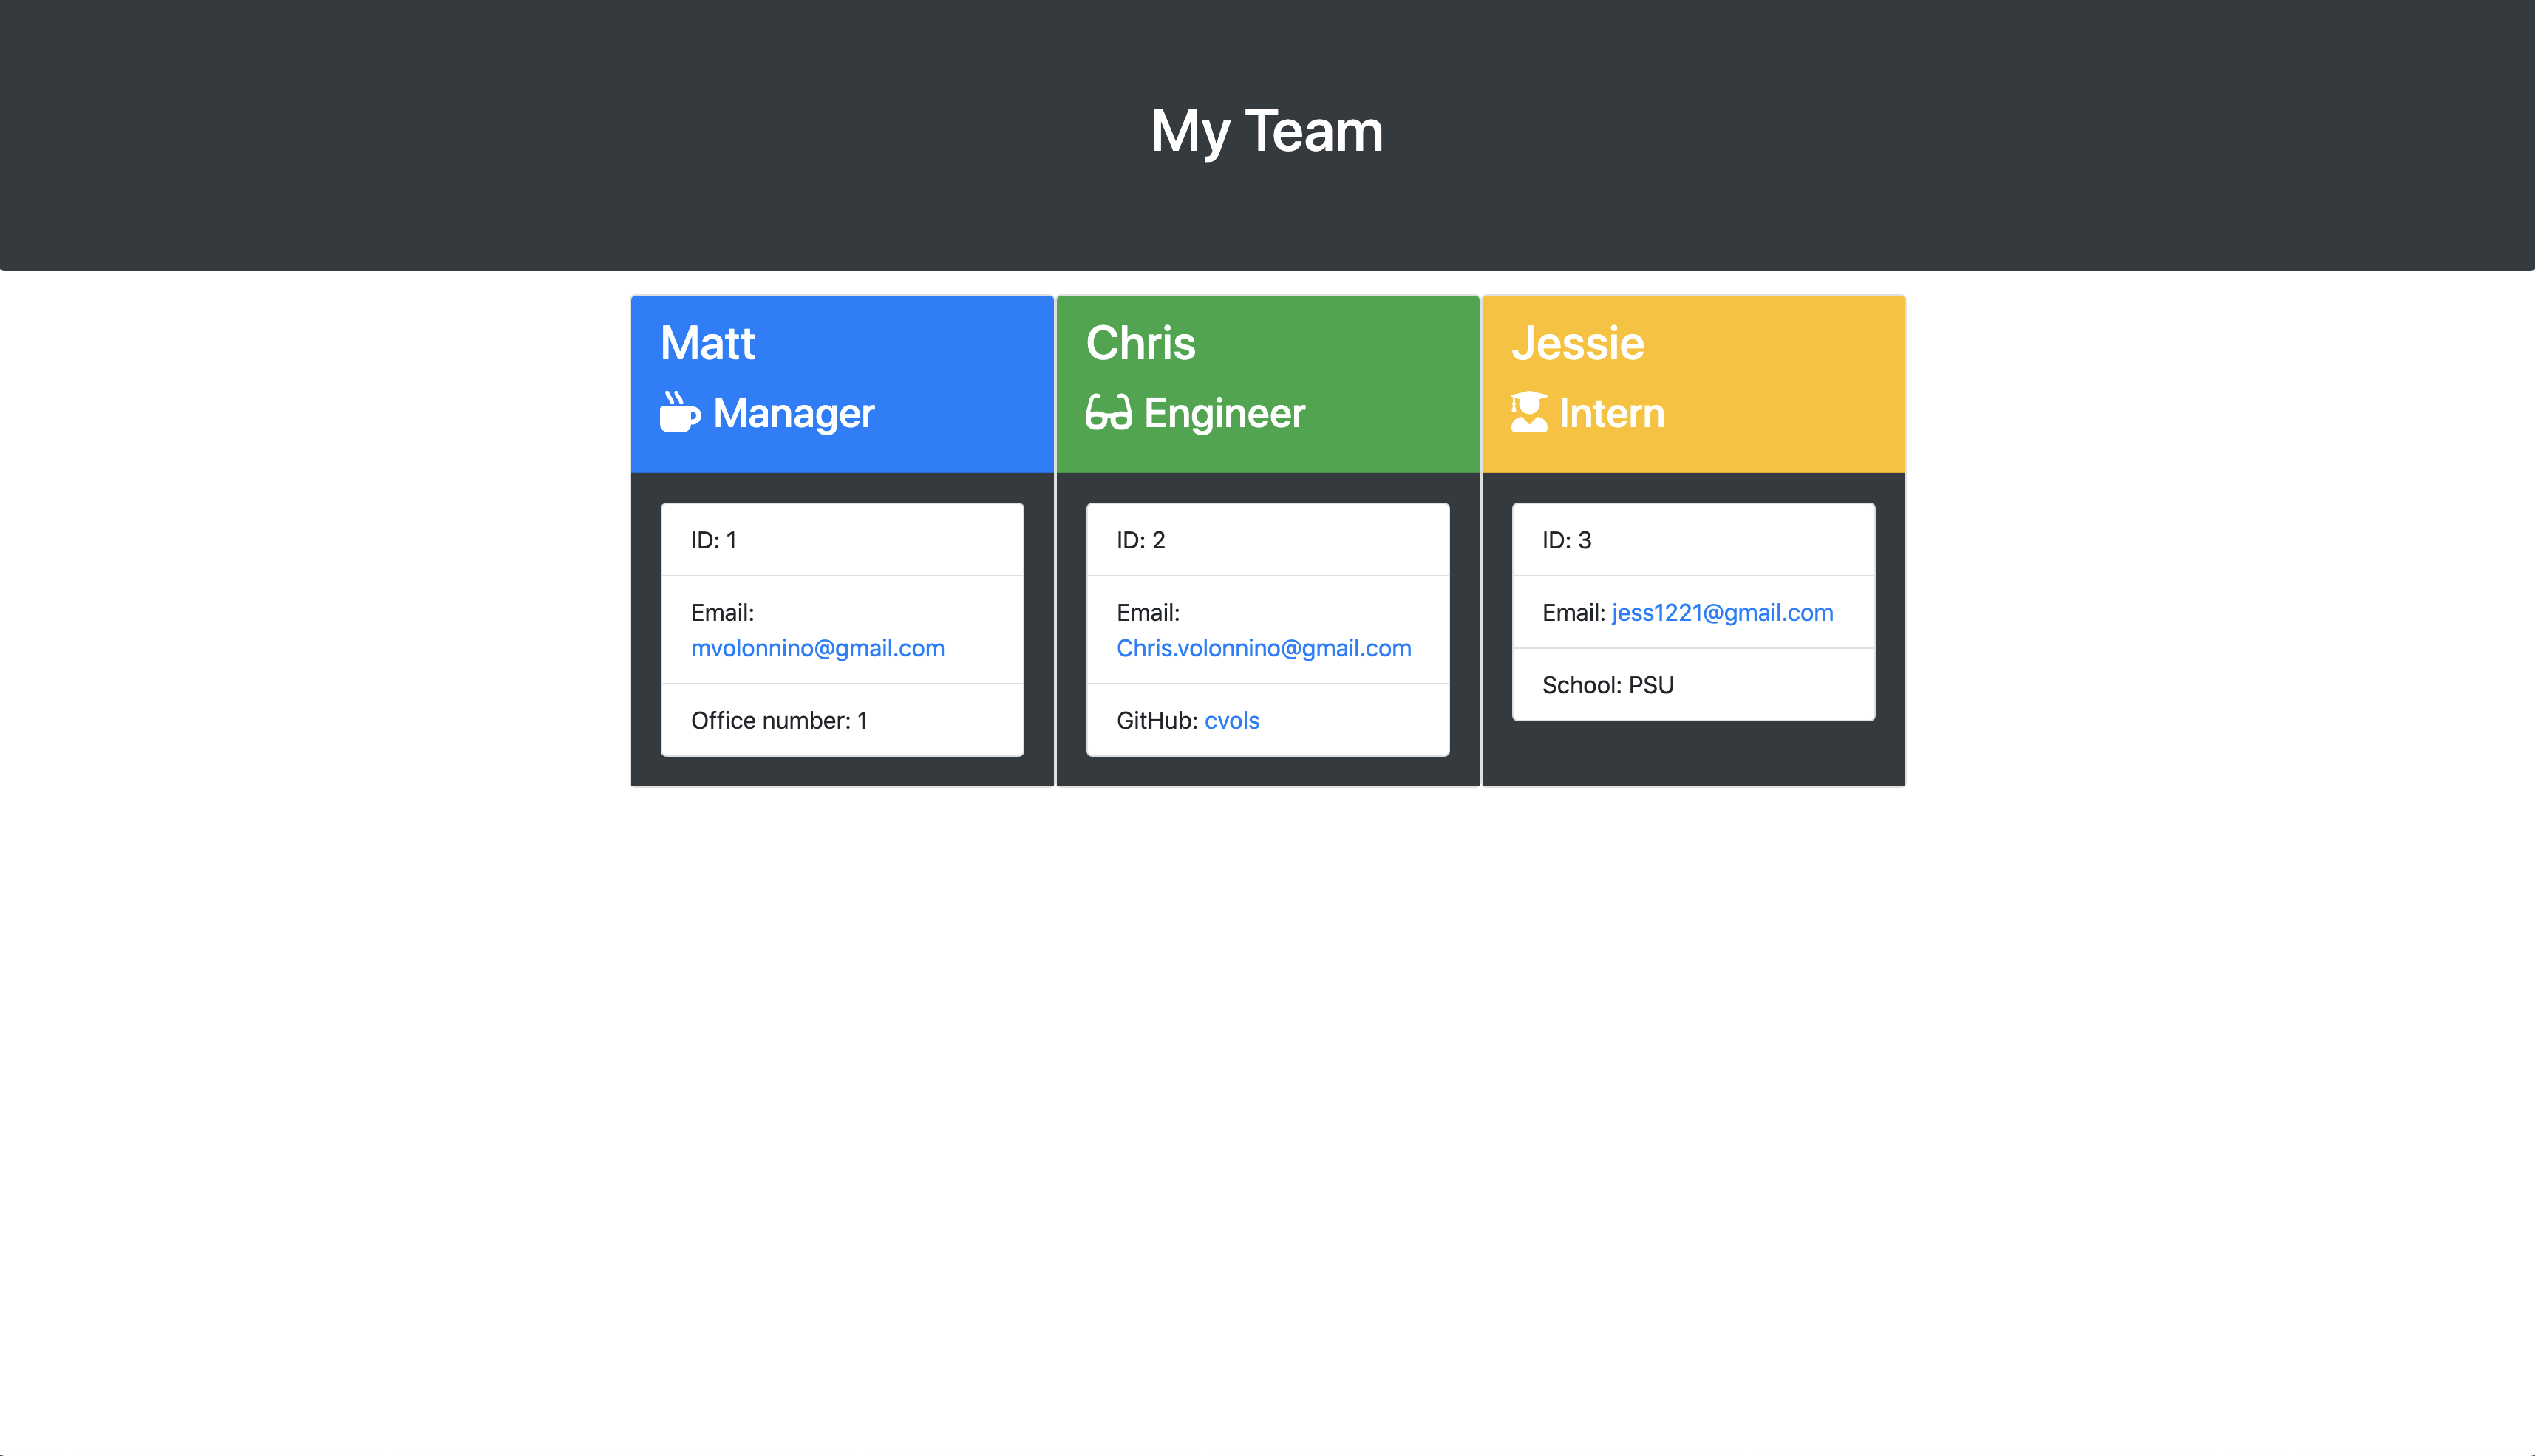 My Team
Matt
Manager
ID: 1
Email:
mvolonnino@gmail.com
Office number: 1
Chris
Engineer
ID: 2
Email:
Chris.volonnino@gmail.com
GitHub: cvols
Jessie
Intern
ID: 3
Email: jess1221@gmail.com
School: PSU